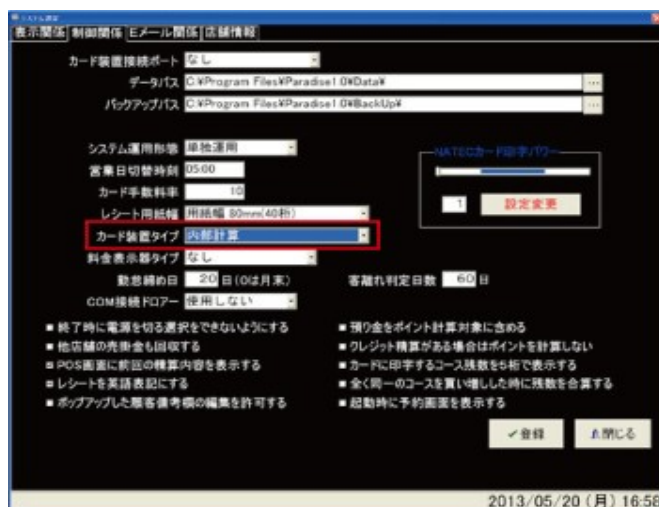 システム設定
表示関係 制御関係 Eメール関係 店舗情報
カード装置接続ポート なし
データパス C:¥Program Files¥Paradise1.0¥Data¥ ...
バックアップパス C:¥Program Files¥Paradise1.0¥BackUp¥ ...
システム運用形態 単独運用
営業日切替時刻 05:00
NATECカード印字パワー
カード手数料率 10
レシート用紙幅 用紙幅 80mm(40桁)
1 設定変更
カード装置タイプ 内部計算
料金表示器タイプ なし
勤怠締め日 20 日(0は月末) 客離れ判定日数 60 日
COM接続ドロアー 使用しない
終了時に電源を切る選択をできないようにする
預り金をポイント計算対象に含める
他店舗の売掛金も回収する
クレジット精算がある場合はポイントを計算しない
POS画面に前回の精算内容を表示する
カードに印字するコース残数を5桁で表示する
レシートを英語表記にする
全く同一のコースを買い増しした時に残数を合算する
ポップアップした顧客備考欄の編集を許可する
起動時に予約画面を表示する
登録 閉じる
2013/05/20 (月) 16:58